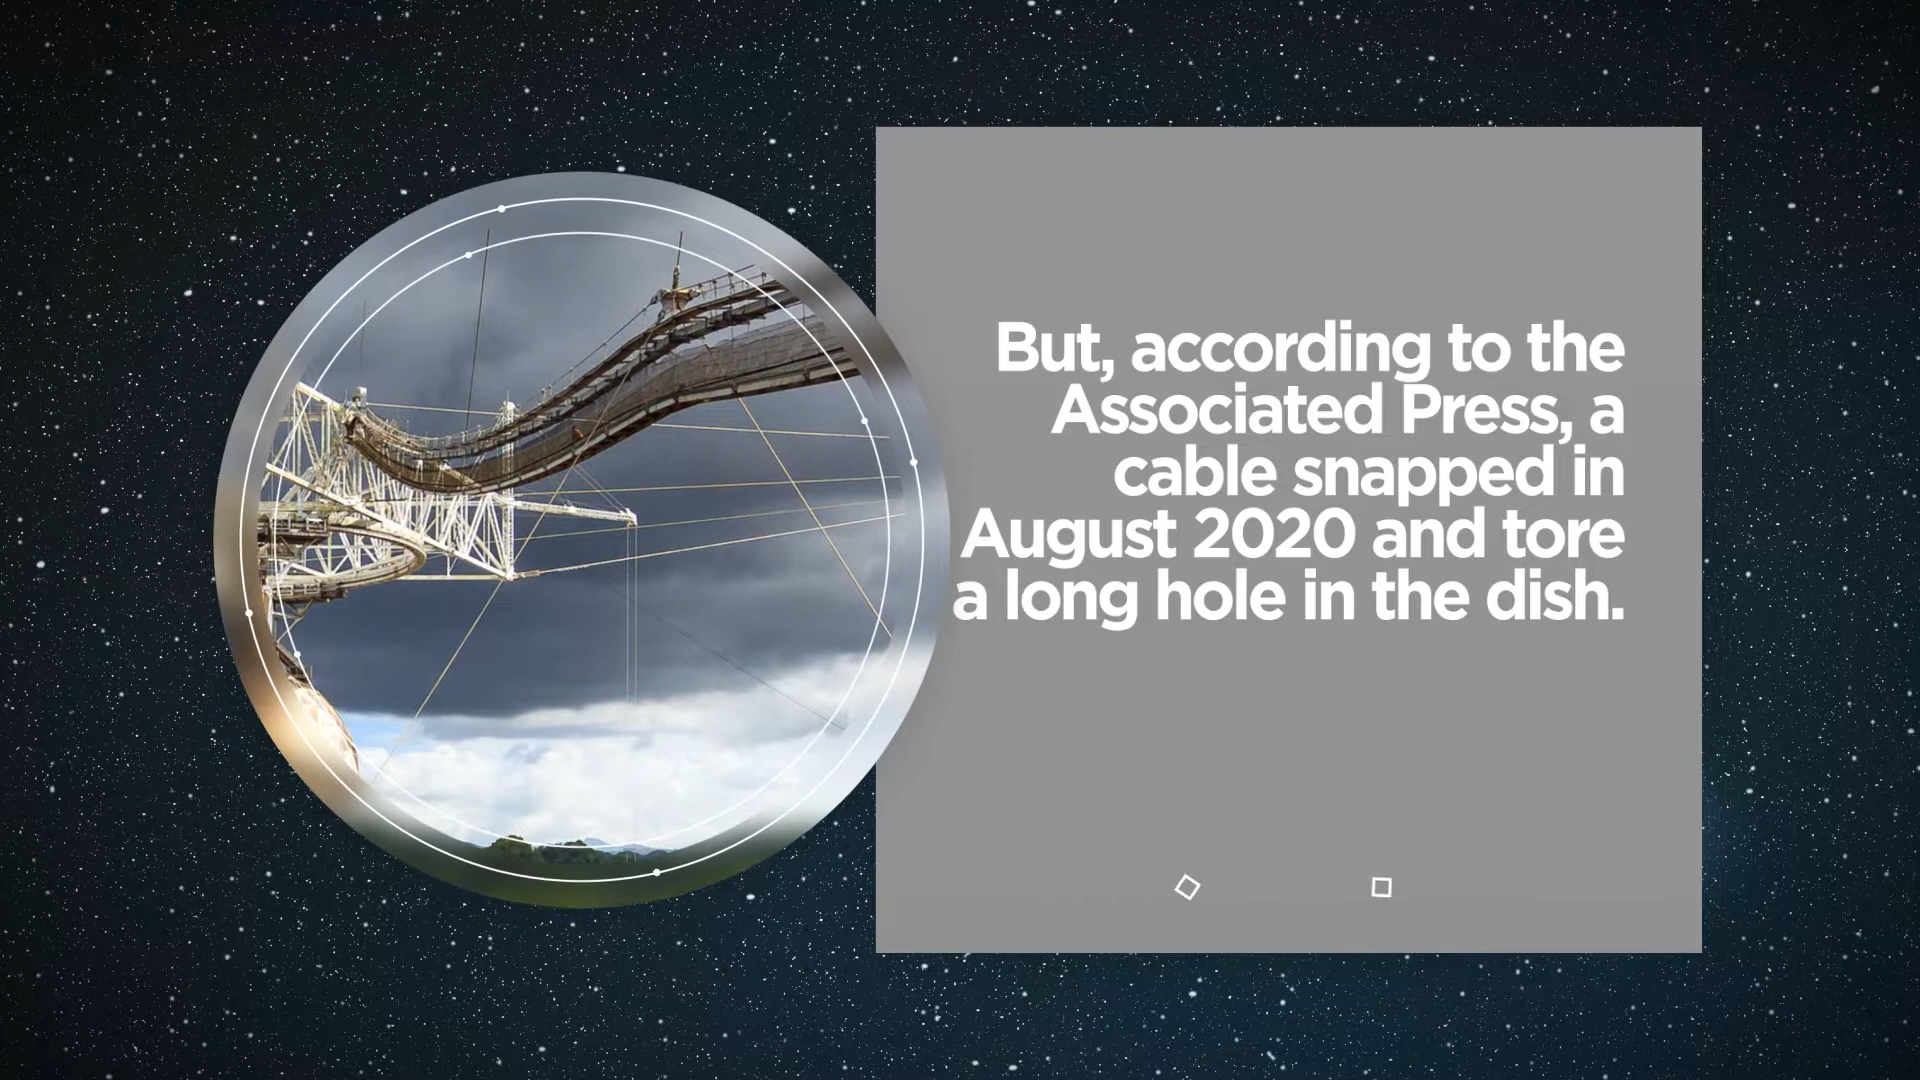 But, according to the
Associated Press, a
cable snapped in
August 2020 and tore
a long hole in the dish.